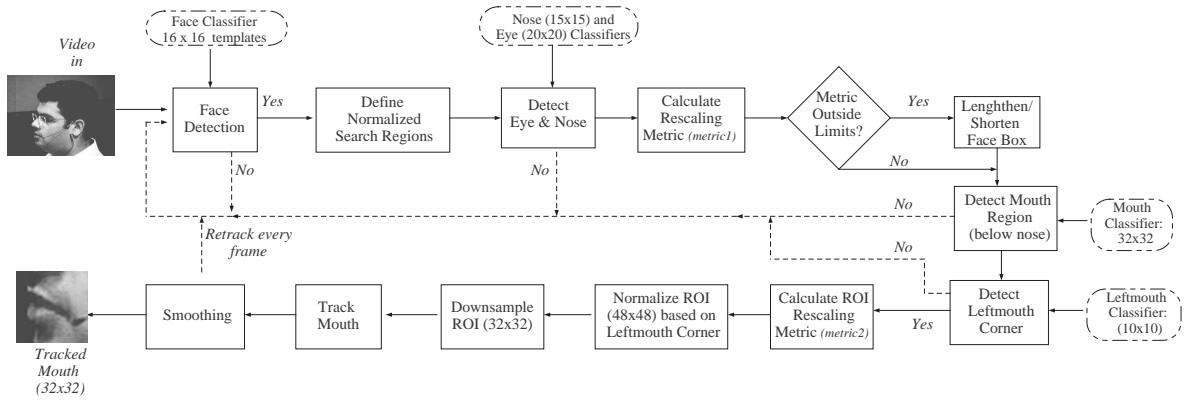 Video
in
Face Classifier
16 x 16 templates
Nose (15x15) and
Eye (20x20) Classifiers
Face
Detection
Yes
Define
Normalized
Search Regions
Detect
Eye & Nose
Calculate
Rescaling
Metric (metric1)
Metric
Outside
Limits?
Yes
Lenghthen/
Shorten
Face Box
No
No
No
No
Detect Mouth
Region
(below nose)
Mouth
Classifier:
32x32
Retrack every
frame
No
Tracked
Mouth
(32x32)
Smoothing
Track
Mouth
Downsample
ROI (32x32)
Normalize ROI
(48x48) based on
Leftmouth Corner
Calculate ROI
Rescaling
Metric (metric2)
Yes
Detect
Leftmouth
Corner
Leftmouth
Classifier:
(10x10)